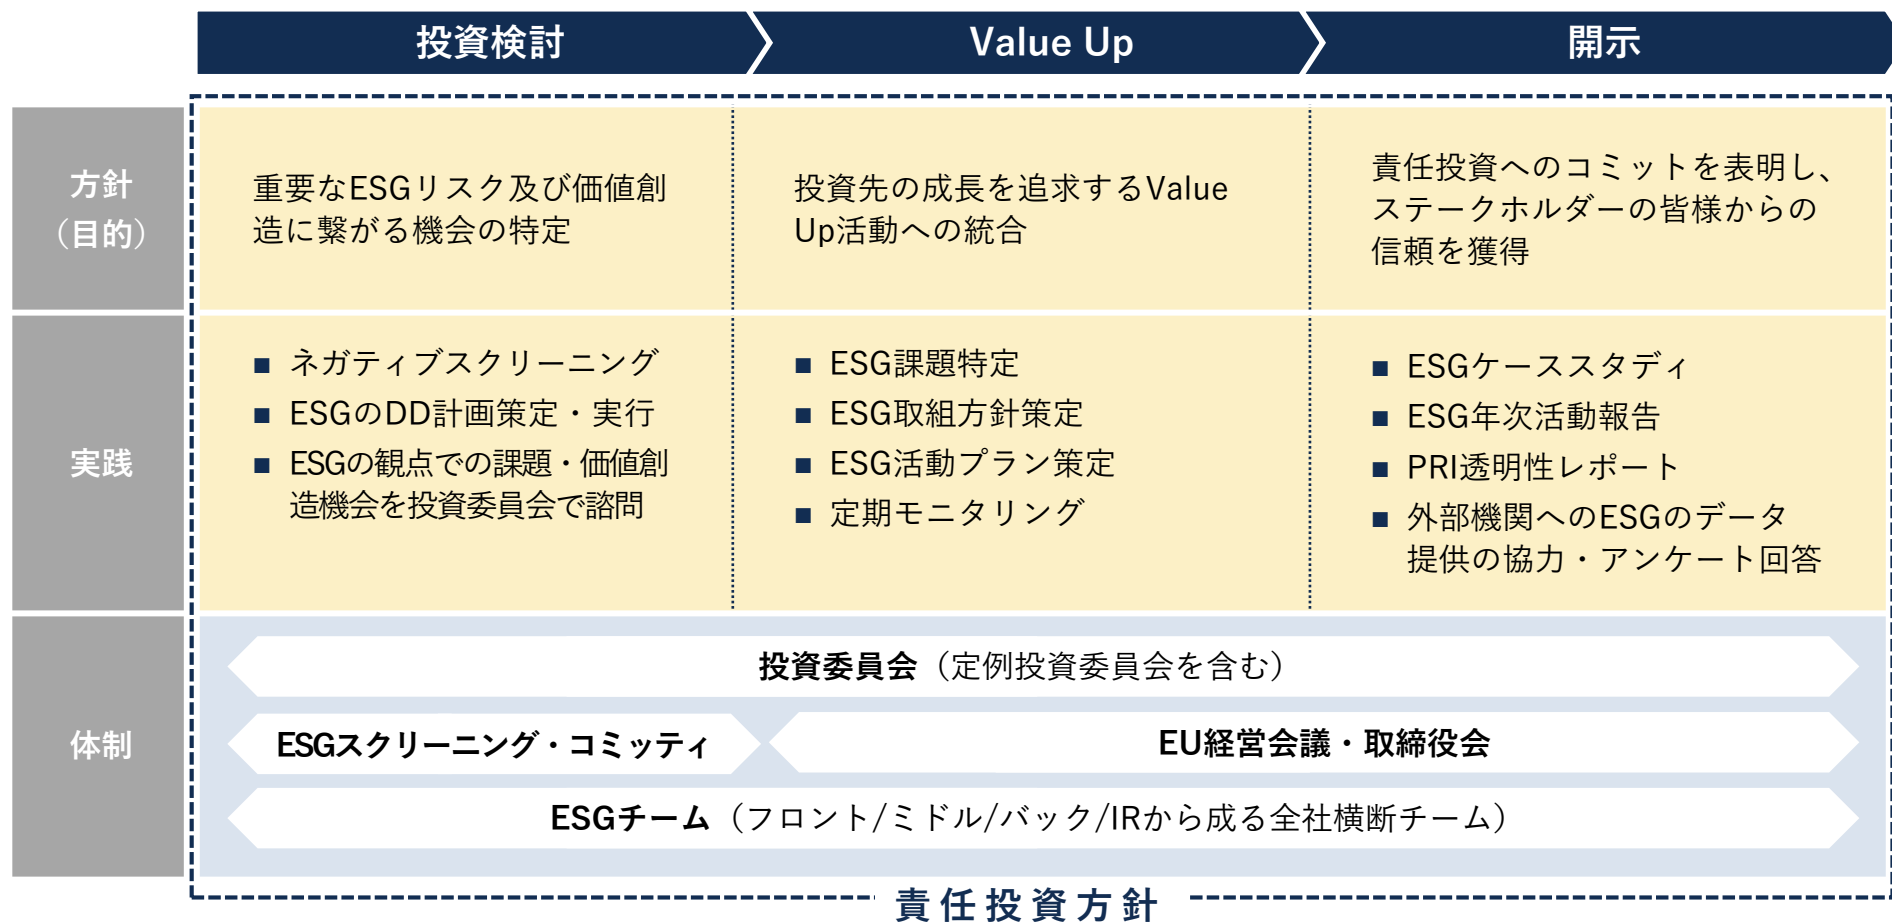 投資検討
Value Up
開示
方針
（目的）
重要なESGリスク及び価値創
造に繋がる機会の特定
投資先の成長を追求するValue
Up活動への統合
責任投資へのコミットを表明し、
ステークホルダーの皆様からの
信頼を獲得
実践
■ ネガティブスクリーニング
■ ESGのDD計画策定・実行
■ ESGの観点での課題・価値創
造機会を投資委員会で諮問
■ ESG課題特定
■ ESG取組方針策定
■ ESG活動プラン策定
■ 定期モニタリング
■ ESGケーススタディ
■ ESG年次活動報告
■ PRI透明性レポート
■ 外部機関へのESGのデータ
提供の協力・アンケート回答
体制
投資委員会（定例投資委員会を含む）
ESGスクリーニング・コミッティ
EU経営会議・取締役会
ESGチーム（フロント/ミドル/バック/IRから成る全社横断チーム）
責任投資方針